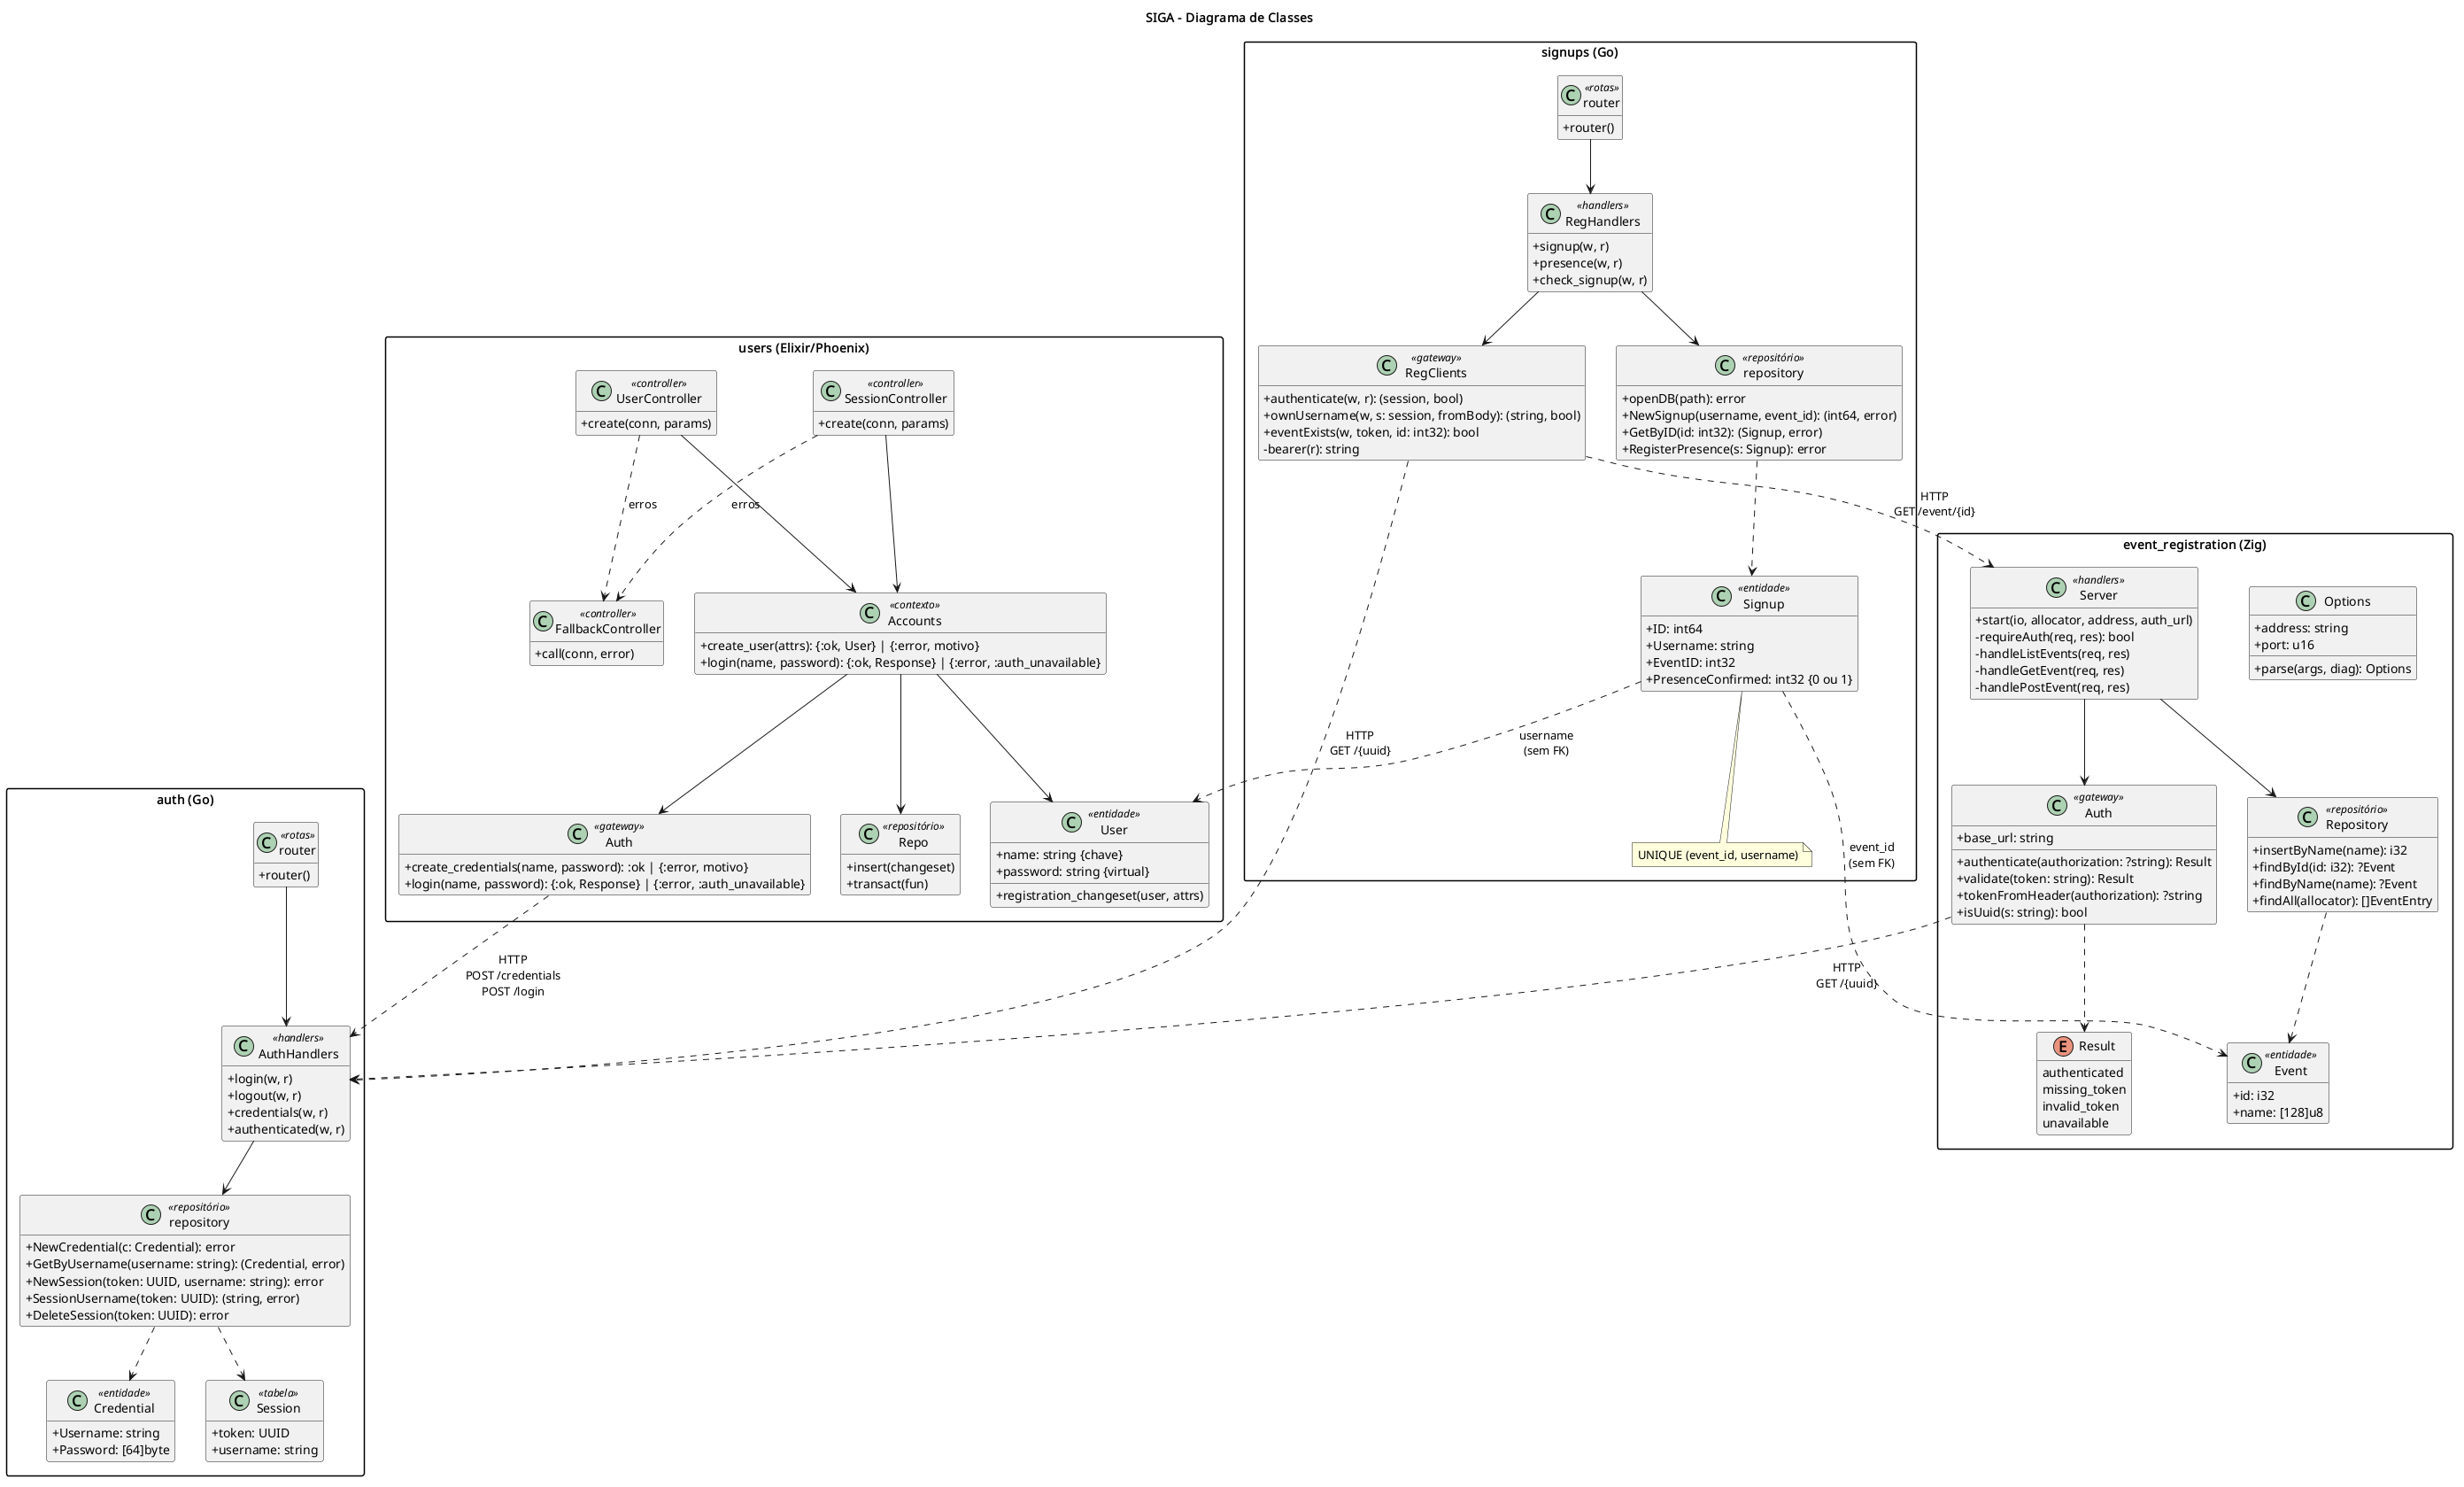 SIGA - Diagrama de Classes
signups (Go)
C «rotas»
router
+router()
C «handlers»
RegHandlers
+signup(w, r)
+presence(w, r)
+check_signup(w, r)
C «gateway»
RegClients
+authenticate(w, r): (session, bool)
+ownUsername(w, s: session, fromBody): (string, bool)
+eventExists(w, token, id: int32): bool
-bearer(r): string
C «repositório»
repository
+openDB(path): error
+NewSignup(username, event_id): (int64, error)
+GetByID(id: int32): (Signup, error)
+RegisterPresence(s: Signup): error
C «entidade»
Signup
+ID: int64
+Username: string
+EventID: int32
+PresenceConfirmed: int32 {0 ou 1}
UNIQUE (event_id, username)
HTTP
GET /event/{id}
HTTP
GET /{uuid}
username
(sem FK)
event_id
(sem FK)
users (Elixir/Phoenix)
C «controller»
UserController
+create(conn, params)
C «controller»
SessionController
+create(conn, params)
erros
erros
C «controller»
FallbackController
+call(conn, error)
C «contexto»
Accounts
+create_user(attrs): {:ok, User} | {:error, motivo}
+login(name, password): {:ok, Response} | {:error, :auth_unavailable}
C «gateway»
Auth
+create_credentials(name, password): :ok | {:error, motivo}
+login(name, password): {:ok, Response} | {:error, :auth_unavailable}
C «repositório»
Repo
+insert(changeset)
+transact(fun)
C «entidade»
User
+name: string {chave}
+password: string {virtual}
+registration_changeset(user, attrs)
HTTP
POST /credentials
POST /login
event_registration (Zig)
C «handlers»
Server
+start(io, allocator, address, auth_url)
-requireAuth(req, res): bool
-handleListEvents(req, res)
-handleGetEvent(req, res)
-handlePostEvent(req, res)
C Options
+address: string
+port: u16
+parse(args, diag): Options
C «gateway»
Auth
+base_url: string
+authenticate(authorization: ?string): Result
+validate(token: string): Result
+tokenFromHeader(authorization): ?string
+isUuid(s: string): bool
C «repositório»
Repository
+insertByName(name): i32
+findById(id: i32): ?Event
+findByName(name): ?Event
+findAll(allocator): []EventEntry
HTTP
GET /{uuid}
E Result
authenticated
missing_token
invalid_token
unavailable
C «entidade»
Event
+id: i32
+name: [128]u8
auth (Go)
C «rotas»
router
+router()
C «handlers»
AuthHandlers
+login(w, r)
+logout(w, r)
+credentials(w, r)
+authenticated(w, r)
C «repositório»
repository
+NewCredential(c: Credential): error
+GetByUsername(username: string): (Credential, error)
+NewSession(token: UUID, username: string): error
+SessionUsername(token: UUID): (string, error)
+DeleteSession(token: UUID): error
C «entidade»
Credential
+Username: string
+Password: [64]byte
C «tabela»
Session
+token: UUID
+username: string